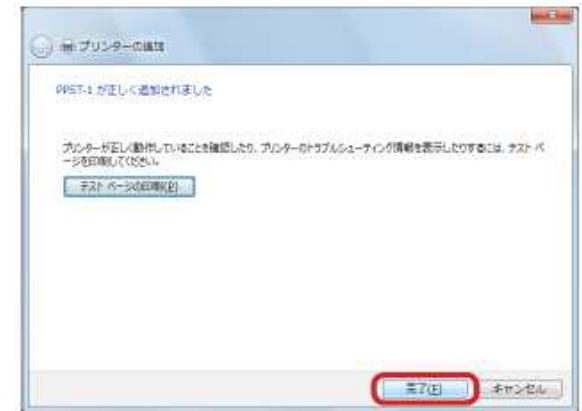 プリンターの追加
PPST-1 が正しく追加されました
プリンターが正しく動作していることを確認したり、プリンターのトラブルシューティング情報を表示したりするには、テスト ペ
ージを印刷してください。
テスト ページの印刷(P)
完了(F) キャンセル